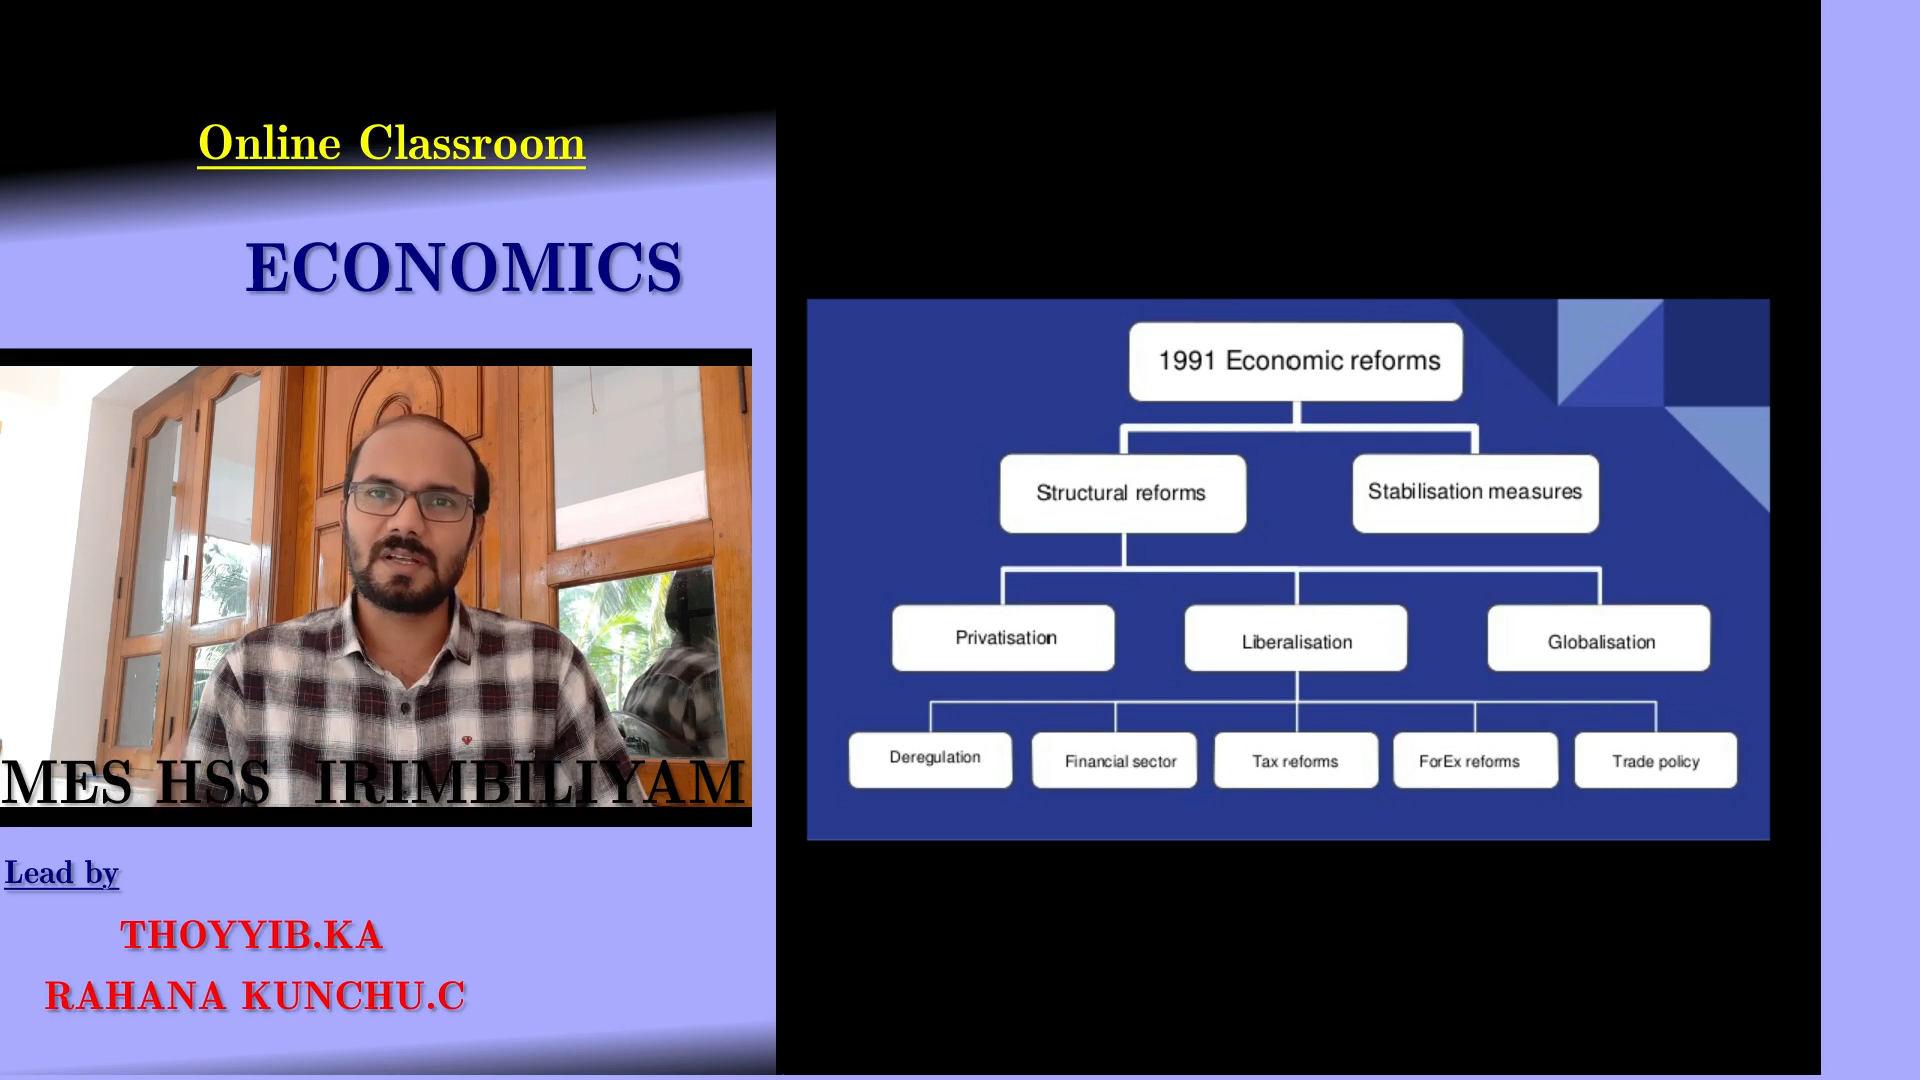 Online Classroom
ECONOMICS
MES HSS IRIMBILIYAM
Lead by
THOYYIB.KA
RAHANA KUNCHU.C
1991 Economic reforms
Structural reforms
Stabilisation measures
Privatisation
Liberalisation
Globalisation
Deregulation
Financial sector
Tax reforms
ForEx reforms
Trade policy